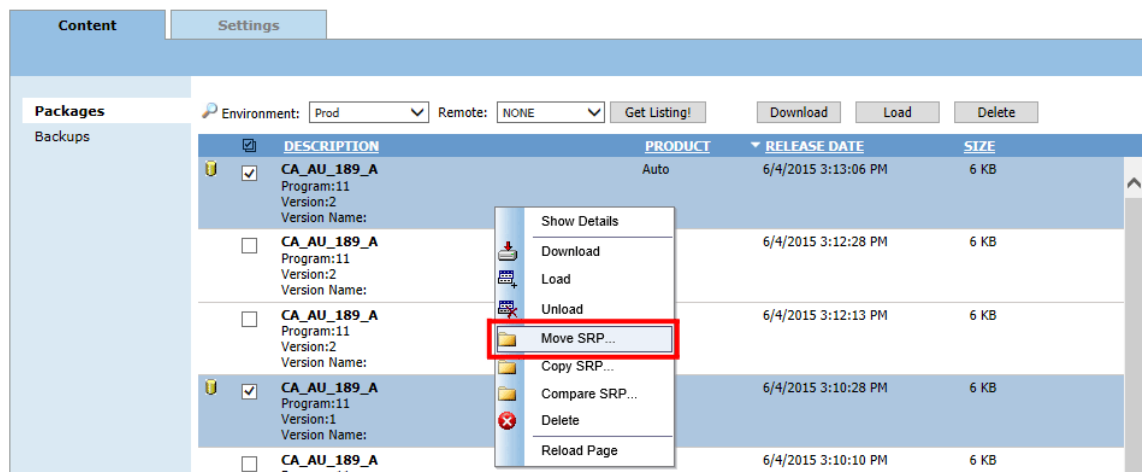 Content
Settings
Packages
Backups
Environment: Prod Remote: NONE Get Listing! Download Load Delete
DESCRIPTION PRODUCT RELEASE DATE SIZE
CA_AU_189_A Auto 6/4/2015 3:13:06 PM 6 KB
Program:11
Version:2
Version Name:
CA_AU_189_A 6/4/2015 3:12:28 PM 6 KB
Program:11
Version:2
Version Name:
CA_AU_189_A 6/4/2015 3:12:13 PM 6 KB
Program:11
Version:2
Version Name:
CA_AU_189_A 6/4/2015 3:10:28 PM 6 KB
Program:11
Version:1
Version Name:
CA_AU_189_A 6/4/2015 3:10:10 PM 6 KB
Show Details
Download
Load
Unload
Move SRP...
Copy SRP...
Compare SRP...
Delete
Reload Page